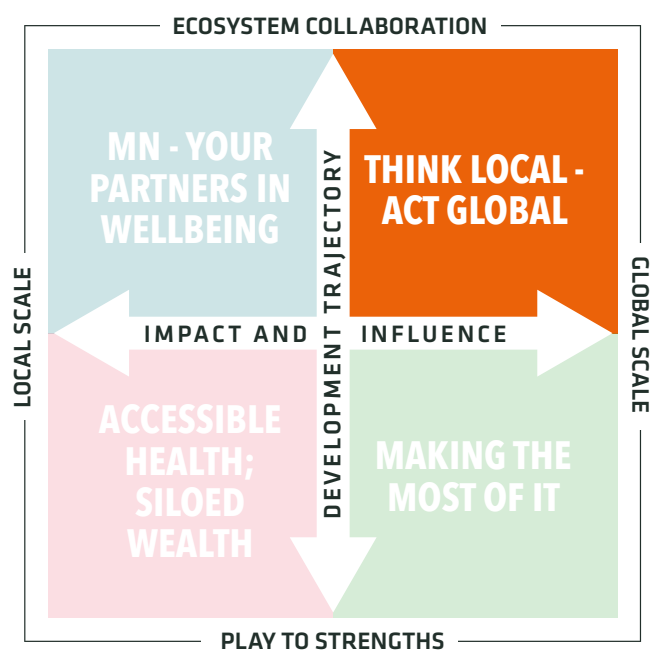 ECOSYSTEM COLLABORATION
MN - YOUR
PARTNERS IN
WELLBEING
THINK LOCAL -
ACT GLOBAL
DEVELOPMENT TRAJECTORY
LOCAL SCALE
IMPACT AND INFLUENCE
GLOBAL SCALE
ACCESSIBLE
HEALTH;
SILOED
WEALTH
MAKING THE
MOST OF IT
PLAY TO STRENGTHS